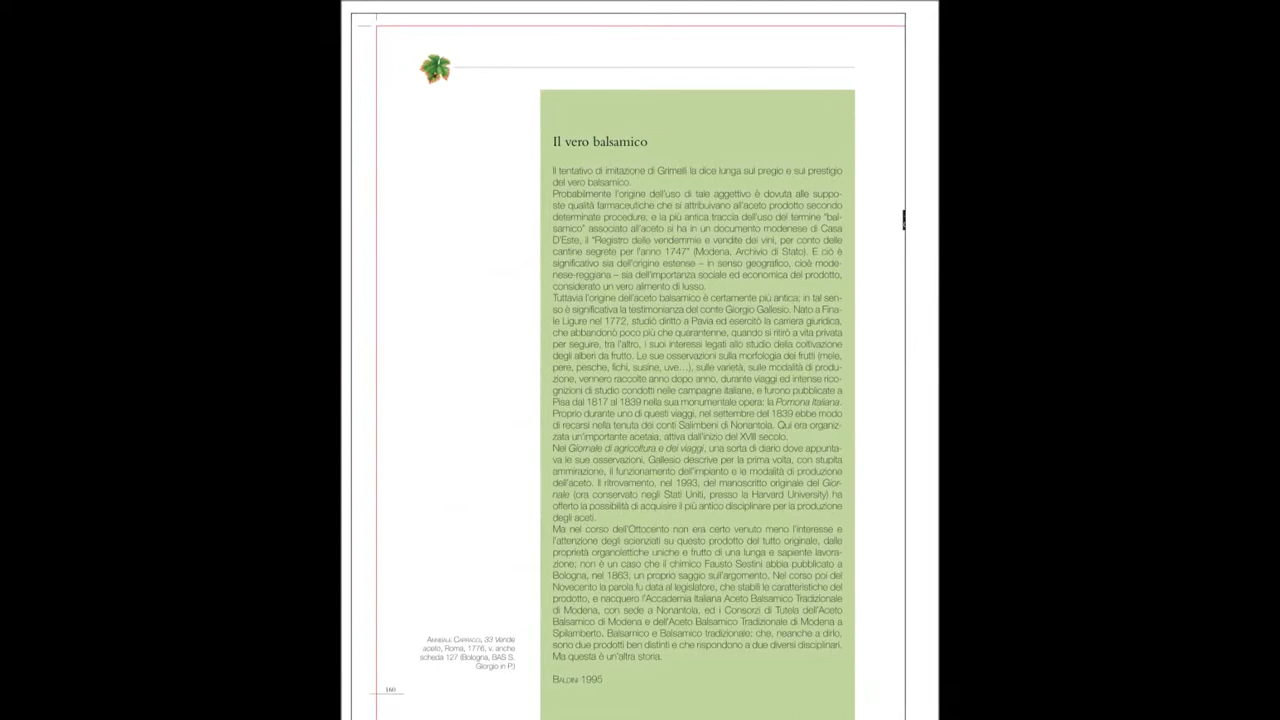 Il vero balsamico
Il tentativo di imitazione di Grimelli la dice lunga sul pregio e sul prestigio
del vero balsamico.
Probabilmente l'origine dell'uso di tale aggettivo è dovuta alle suppo-
ste qualità farmaceutiche che si attribuivano all'aceto prodotto secondo
determinate procedure; e la più antica traccia dell'uso del termine "bal-
samico" associato all'aceto si ha in un documento modenese di Casa
D'Este, il "Registro delle vendemmie e vendite dei vini, per conto delle
cantine segrete per l'anno 1747" (Modena, Archivio di Stato). E ciò è
significativo sia dell'origine estense – in senso geografico, cioè mode-
nese-reggiana – sia dell'importanza sociale ed economica del prodotto,
considerato un vero alimento di lusso.
Tuttavia l'origine dell'aceto balsamico è certamente più antica; in tal sen-
so è significativa la testimonianza del conte Giorgio Gallesio. Nato a Fina-
le Ligure nel 1772, studiò diritto a Pavia ed esercitò la carriera giuridica,
che abbandonò poco più che quarantenne, quando si ritirò a vita privata
per seguire, tra l'altro, i suoi interessi legati allo studio della coltivazione
degli alberi da frutto. Le sue osservazioni sulla morfologia dei frutti (mele,
pere, pesche, fichi, susine, uve…), sulle varietà, sulle modalità di produ-
zione, vennero raccolte anno dopo anno, durante viaggi ed intense rico-
gnizioni di studio condotti nelle campagne italiane, e furono pubblicate a
Pisa dal 1817 al 1839 nella sua monumentale opera: la Pomona Italiana.
Proprio durante uno di questi viaggi, nel settembre del 1839 ebbe modo
di recarsi nella tenuta dei conti Salimbeni di Nonantola. Qui era organiz-
zata un'importante acetaia, attiva dall'inizio del XVIII secolo.
Nel Giornale di agricoltura e dei viaggi, una sorta di diario dove appunta-
va le sue osservazioni, Gallesio descrive per la prima volta, con stupita
ammirazione, il funzionamento dell'impianto e le modalità di produzione
dell'aceto. Il ritrovamento, nel 1993, del manoscritto originale del Gior-
nale (ora conservato negli Stati Uniti, presso la Harvard University) ha
offerto la possibilità di acquisire il più antico disciplinare per la produzione
degli aceti.
Ma nel corso dell'Ottocento non era certo venuto meno l'interesse e
l'attenzione degli scienziati su questo prodotto del tutto originale, dalle
proprietà organolettiche uniche e frutto di una lunga e sapiente lavora-
zione; non è un caso che il chimico Fausto Sestini abbia pubblicato a
Bologna, nel 1863, un proprio saggio sull'argomento. Nel corso poi del
Novecento la parola fu data al legislatore, che stabilì le caratteristiche del
prodotto, e nacquero l'Accademia Italiana Aceto Balsamico Tradizionale
di Modena, con sede a Nonantola, ed i Consorzi di Tutela dell'Aceto
Balsamico di Modena e dell'Aceto Balsamico Tradizionale di Modena a
Spilamberto. Balsamico e Balsamico tradizionale: che, neanche a dirlo,
sono due prodotti ben distinti e che rispondono a due diversi disciplinari.
Ma questa è un'altra storia.
Baldini 1995
Annibale Carracci, 33 Vende
aceto, Roma, 1776, v. anche
scheda 127 (Bologna, BAS S.
Giorgio in P.)
160